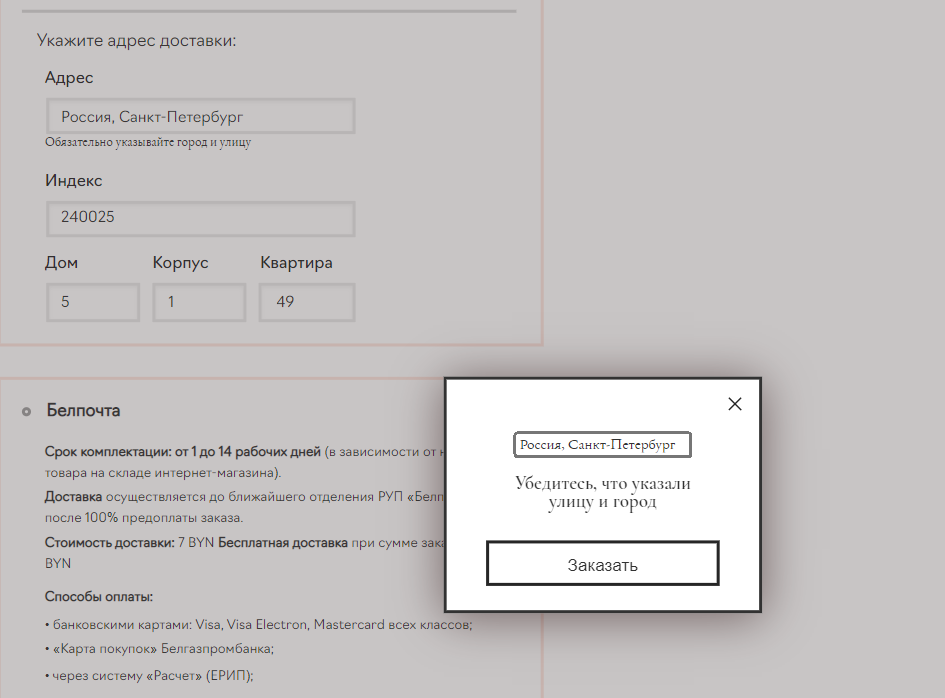 Укажите адрес доставки:
Адрес
Россия, Санкт-Петербург
Обязательно указывайте город и улицу
Индекс
240025
Дом Корпус Квартира
5 1 49
Белпочта
Срок комплектации: от 1 до 14 рабочих дней (в зависимости от
товара на складе интернет-магазина).
Доставка осуществляется до ближайшего отделения РУП «Белп
после 100% предоплаты заказа.
Стоимость доставки: 7 BYN Бесплатная доставка при сумме зака
BYN
Способы оплаты:
• банковскими картами: Visa, Visa Electron, Mastercard всех классов;
• «Карта покупок» Белгазпромбанка;
• через систему «Расчет» (ЕРИП);
Россия, Санкт-Петербург
Убедитесь, что указали
улицу и город
Заказать